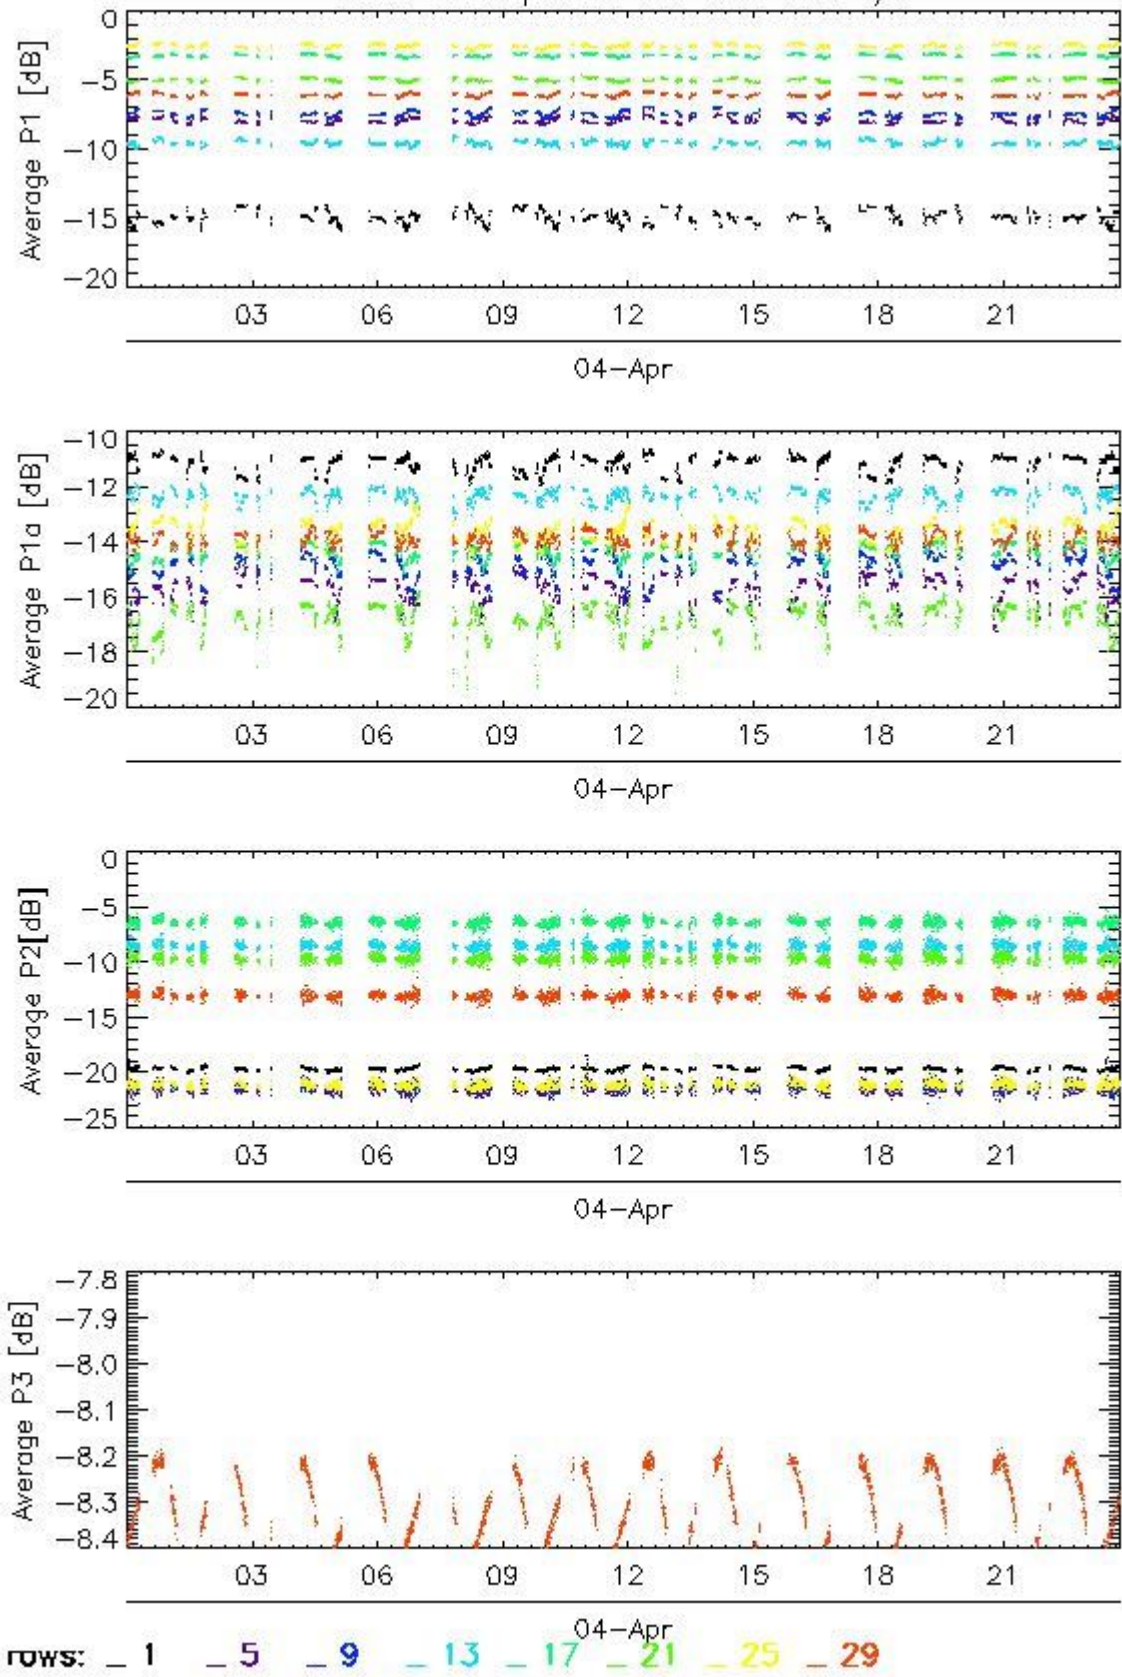 0
−5
−10
−15
−20
Average P1 [dB]
03 06 09 12 15 18 21
04−Apr
−10
−12
−14
−16
−18
−20
Average P1a [dB]
03 06 09 12 15 18 21
04−Apr
0
−5
−10
−15
−20
−25
Average P2[dB]
03 06 09 12 15 18 21
04−Apr
−7.8
−7.9
−8.0
−8.1
−8.2
−8.3
−8.4
Average P3 [dB]
03 06 09 12 15 18 21
04−Apr
rows: _ 1 _ 5 _ 9 _ 13 _ 17 _ 21 _ 25 _ 29